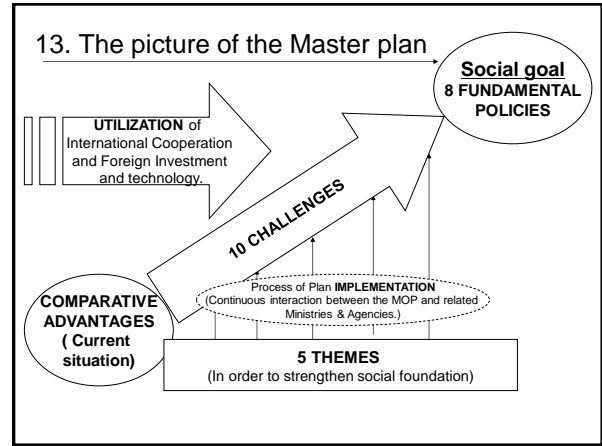 13. The picture of the Master plan
Social goal
8 FUNDAMENTAL
POLICIES
UTILIZATION of
International Cooperation
and Foreign Investment
and technology.
10 CHALLENGES
Process of Plan IMPLEMENTATION
(Continuous interaction between the MOP and related
Ministries & Agencies.)
COMPARATIVE
ADVANTAGES
( Current
situation)
5 THEMES
(In order to strengthen social foundation)